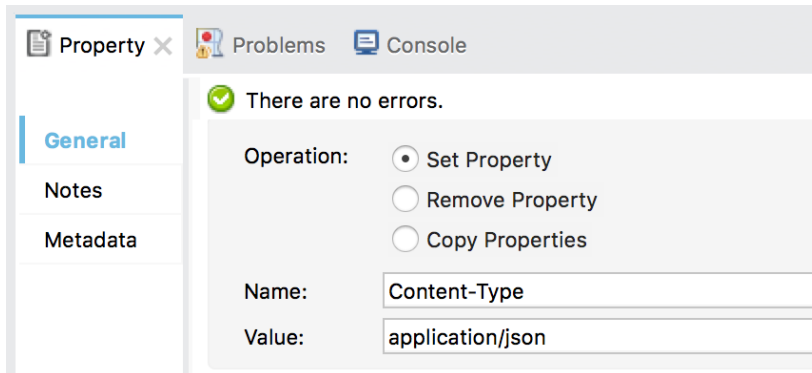 Property Problems Console
There are no errors.
General
Operation: Set Property
Notes
Remove Property
Metadata
Copy Properties
Name: Content-Type
Value: application/json